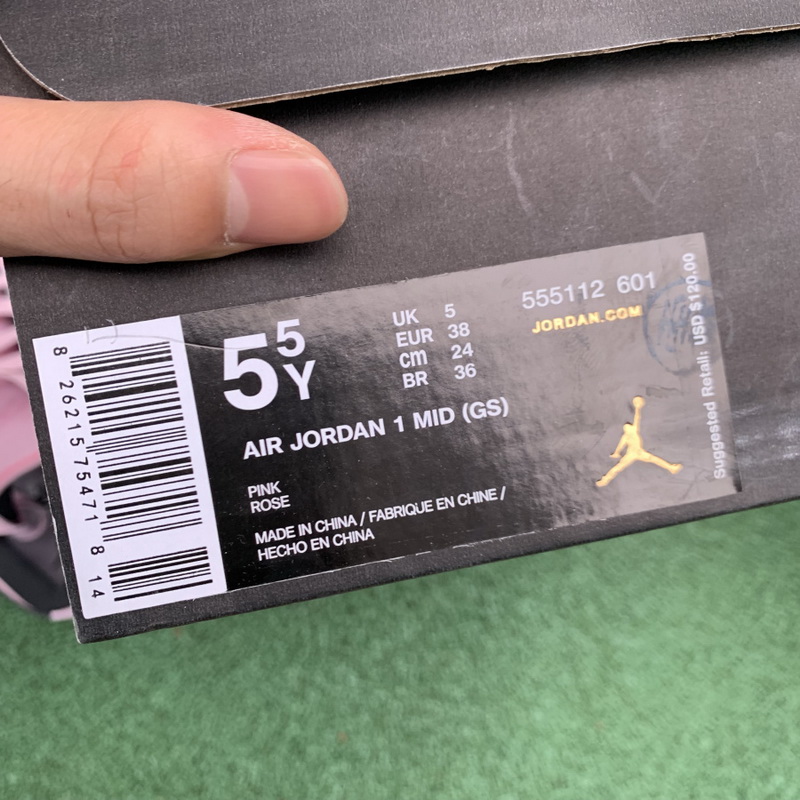 8 26215 75471 8 14
5 5 Y
UK 5
EUR 38
cm 24
BR 36
555112 601
JORDAN.COM
Suggested Retail: USD $120.00
AIR JORDAN 1 MID (GS)
PINK
ROSE
MADE IN CHINA / FABRIQUE EN CHINE /
HECHO EN CHINA